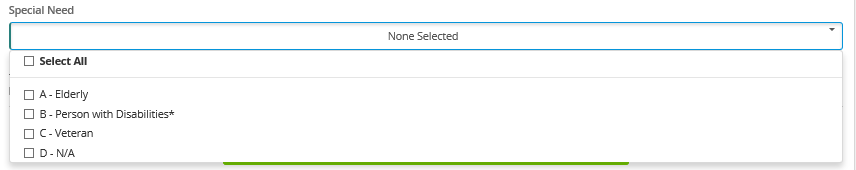 Special Need
None Selected
Select All
A - Elderly
B - Person with Disabilities*
C - Veteran
D - N/A